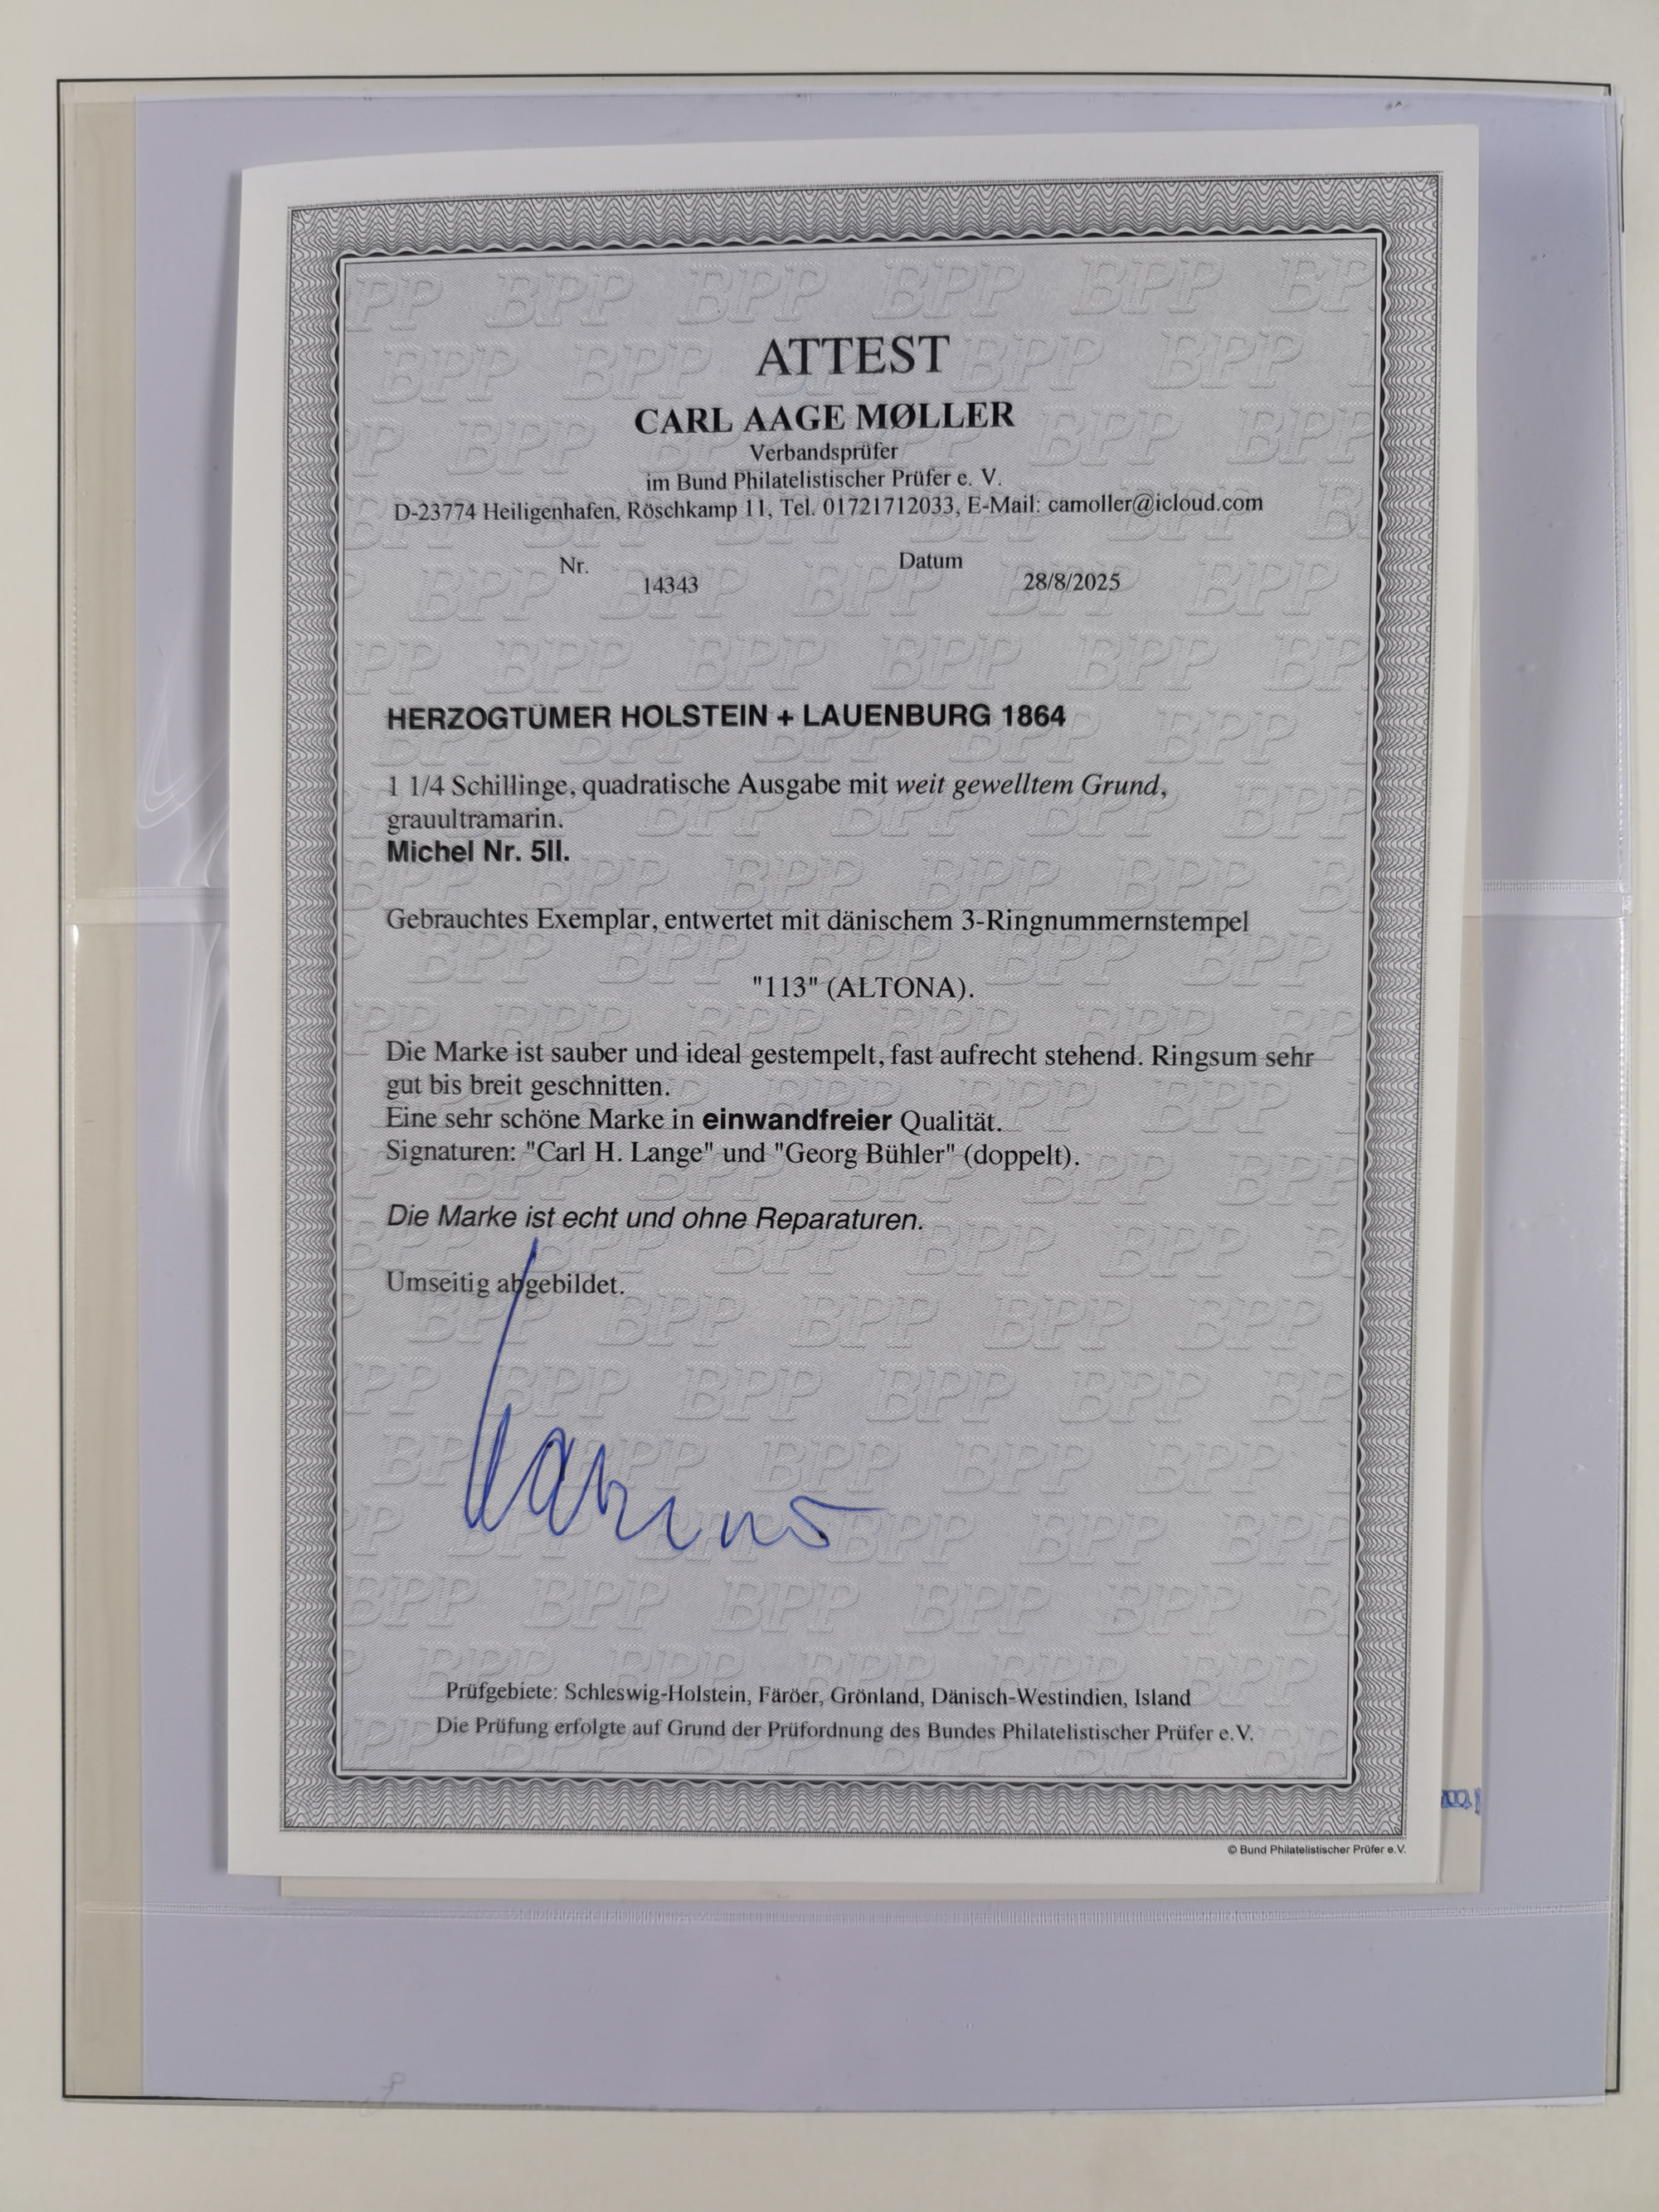 ATTEST
CARL AAGE MØLLER
Verbandsprüfer
im Bund Philatelistischer Prüfer e. V.
D-23774 Heiligenhafen, Röschkamp 11, Tel. 01721712033, E-Mail: camoller@icloud.com
Nr. Datum
14343 28/8/2025
HERZOGTÜMER HOLSTEIN + LAUENBURG 1864
1 1/4 Schillinge, quadratische Ausgabe mit weit gewelltem Grund,
grauultramarin.
Michel Nr. 5II.
Gebrauchtes Exemplar, entwertet mit dänischem 3-Ringnummernstempel
"113" (ALTONA).
Die Marke ist sauber und ideal gestempelt, fast aufrecht stehend. Ringsum sehr
gut bis breit geschnitten.
Eine sehr schöne Marke in einwandfreier Qualität.
Signaturen: "Carl H. Lange" und "Georg Bühler" (doppelt).
Die Marke ist echt und ohne Reparaturen.
Umseitig abgebildet.
Prüfgebiete: Schleswig-Holstein, Färöer, Grönland, Dänisch-Westindien, Island
Die Prüfung erfolgte auf Grund der Prüfordnung des Bundes Philatelistischer Prüfer e.V.
© Bund Philatelistischer Prüfer e.V.